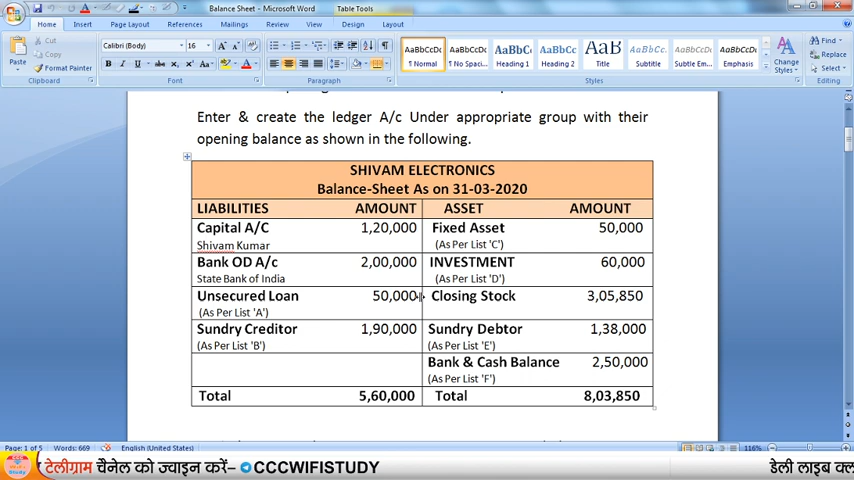 Balance Sheet - Microsoft Word
Table Tools
Home
Insert
Page Layout
References
Mailings
Review
View
Design
Layout
Paste
Cut
Copy
Format Painter
Clipboard
Calibri (Body)
16
Font
Paragraph
AaBbCcDc
¶ Normal
AaBbCcDc
¶ No Spaci...
AaBbC
Heading 1
AaBbCc
Heading 2
AaB
Title
AaBbCcL
Subtitle
AaBbCcDc
Subtle Em...
AaBbCcDc
Emphasis
Change
Styles
Styles
Find
Replace
Select
Editing
Enter & create the ledger A/c Under appropriate group with their
opening balance as shown in the following.
SHIVAM ELECTRONICS
Balance-Sheet As on 31-03-2020
LIABILITIES AMOUNT ASSET AMOUNT
Capital A/C 1,20,000 Fixed Asset 50,000
Shivam Kumar (As Per List 'C')
Bank OD A/c 2,00,000 INVESTMENT 60,000
State Bank of India (As Per List 'D')
Unsecured Loan 50,000 Closing Stock 3,05,850
(As Per List 'A')
Sundry Creditor 1,90,000 Sundry Debtor 1,38,000
(As Per List 'B') (As Per List 'E')
Bank & Cash Balance 2,50,000
(As Per List 'F')
Total 5,60,000 Total 8,03,850
Page: 1 of 5
Words: 669
English (United States)
116%
टेलीग्राम चैनेल को ज्वाइन करें– CCCWIFISTUDY
डेली लाइब क्ल